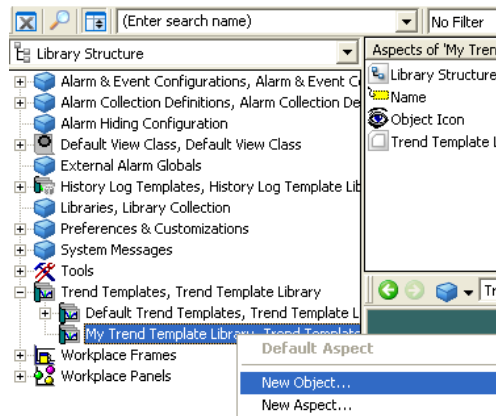 (Enter search name)
No Filter
Library Structure
Aspects of 'My Tren
Alarm & Event Configurations, Alarm & Event C
Library Structure
Alarm Collection Definitions, Alarm Collection De
Name
Alarm Hiding Configuration
Object Icon
Default View Class, Default View Class
Trend Template L
External Alarm Globals
History Log Templates, History Log Template Lib
Libraries, Library Collection
Preferences & Customizations
System Messages
Tools
Trend Templates, Trend Template Library
Tr
Default Trend Templates, Trend Template L
My Trend Template Library, Trend Template
Default Aspect
Workplace Frames
Workplace Panels
New Object...
New Aspect...